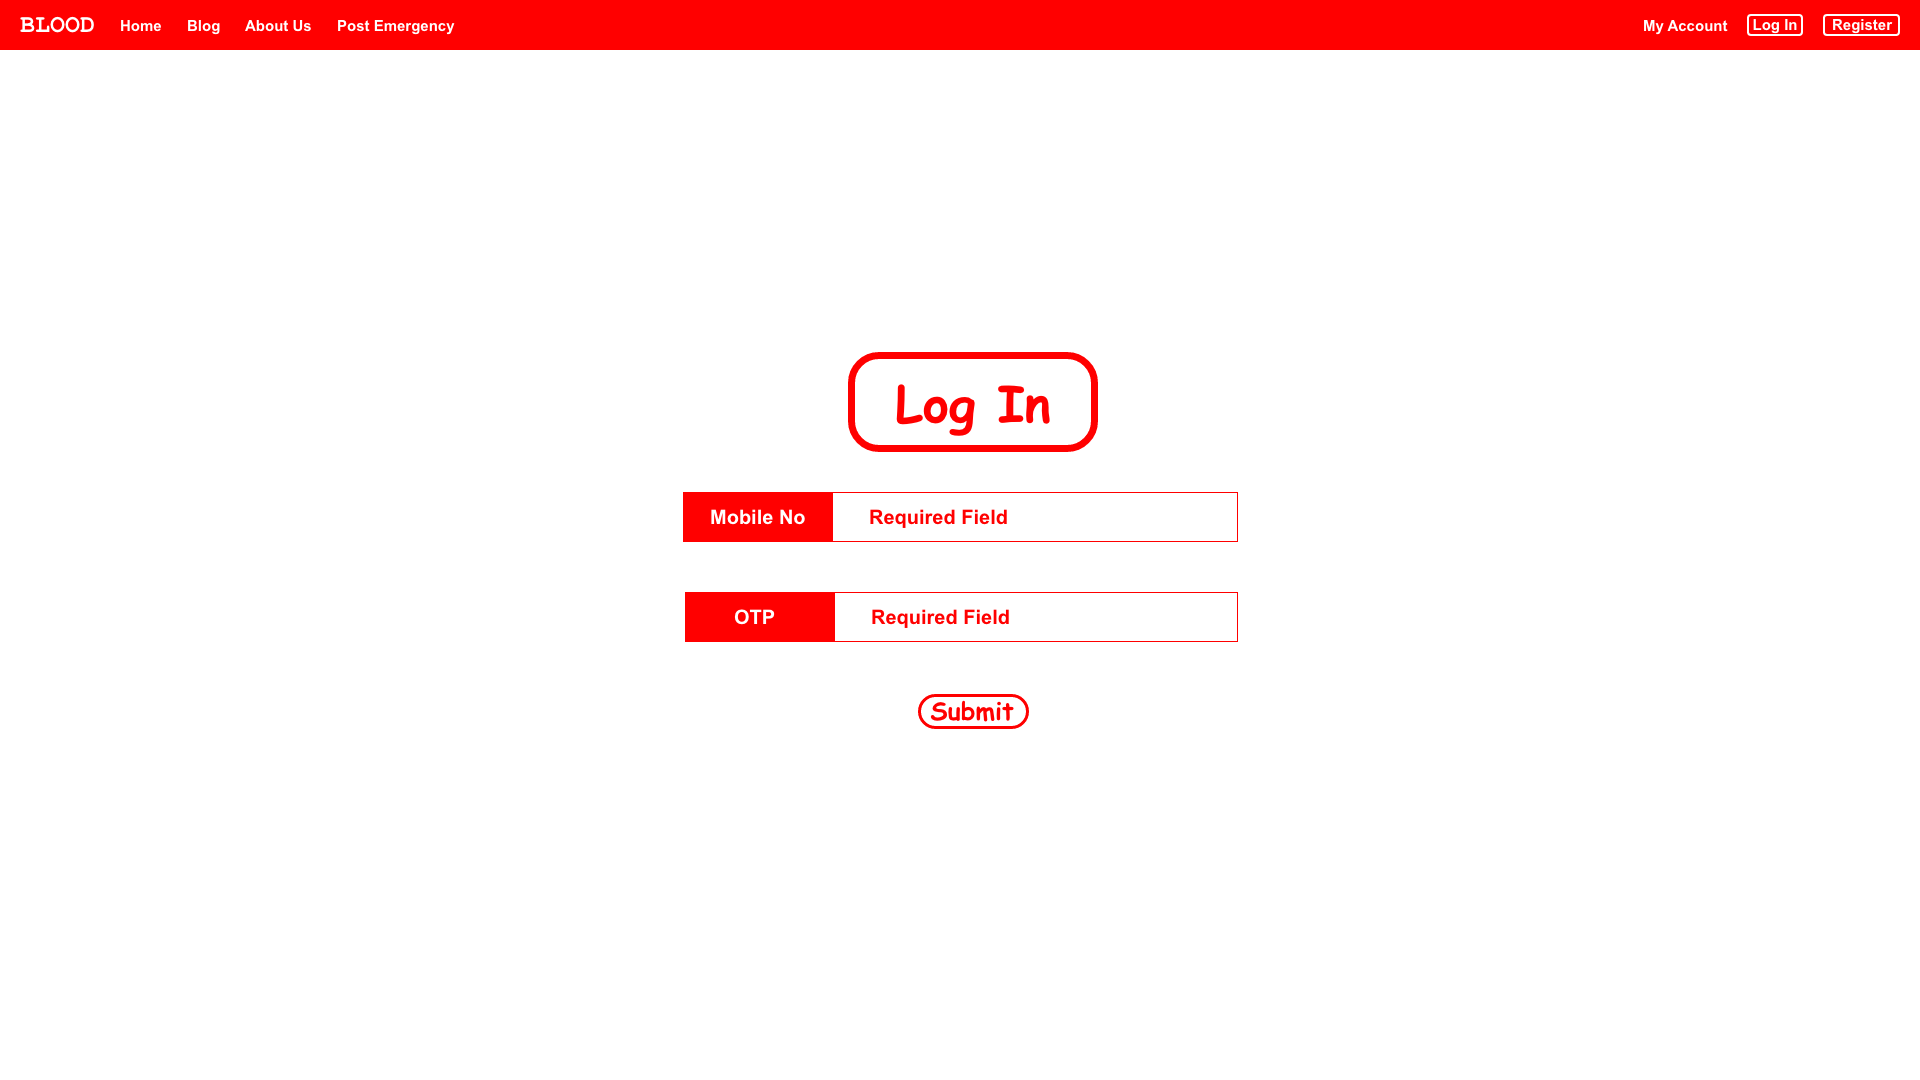 BLOOD Home Blog About Us Post Emergency My Account Log In Register
Log In
Mobile No Required Field
OTP Required Field
Submit